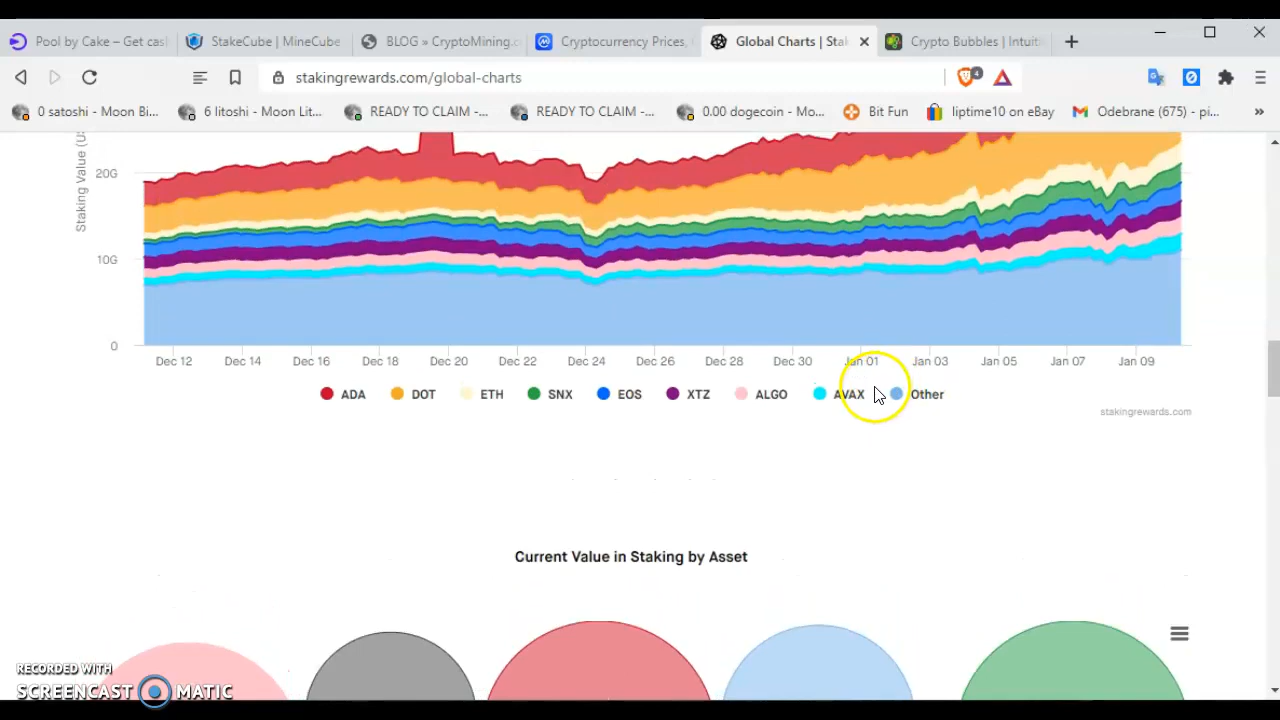 Pool by Cake – Get cas
StakeCube | MineCube
BLOG » CryptoMining.c
Cryptocurrency Prices,
Global Charts | Stak
Crypto Bubbles | Intuiti
stakingrewards.com/global-charts
4
0 satoshi - Moon Bi...
6 litoshi - Moon Lit...
READY TO CLAIM -...
READY TO CLAIM -...
0.00 dogecoin - Mo...
Bit Fun
liptime10 on eBay
Odebrane (675) - pi...
»
Staking Value (U
20G
10G
0
Dec 12 Dec 14 Dec 16 Dec 18 Dec 20 Dec 22 Dec 24 Dec 26 Dec 28 Dec 30 Jan 01 Jan 03 Jan 05 Jan 07 Jan 09
ADA DOT ETH SNX EOS XTZ ALGO AVAX Other
stakingrewards.com
Current Value in Staking by Asset
RECORDED WITH
SCREENCAST MATIC